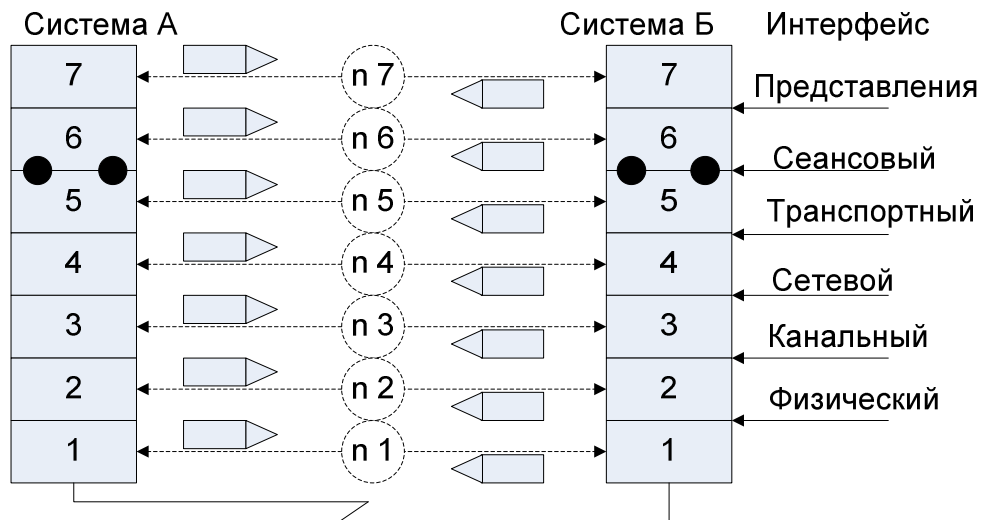 Система А Система Б Интерфейс
7 n 7 7
Представления
6 n 6 6
Сеансовый
5 n 5 5
Транспортный
4 n 4 4
Сетевой
3 n 3 3
Канальный
2 n 2 2
Физический
1 n 1 1